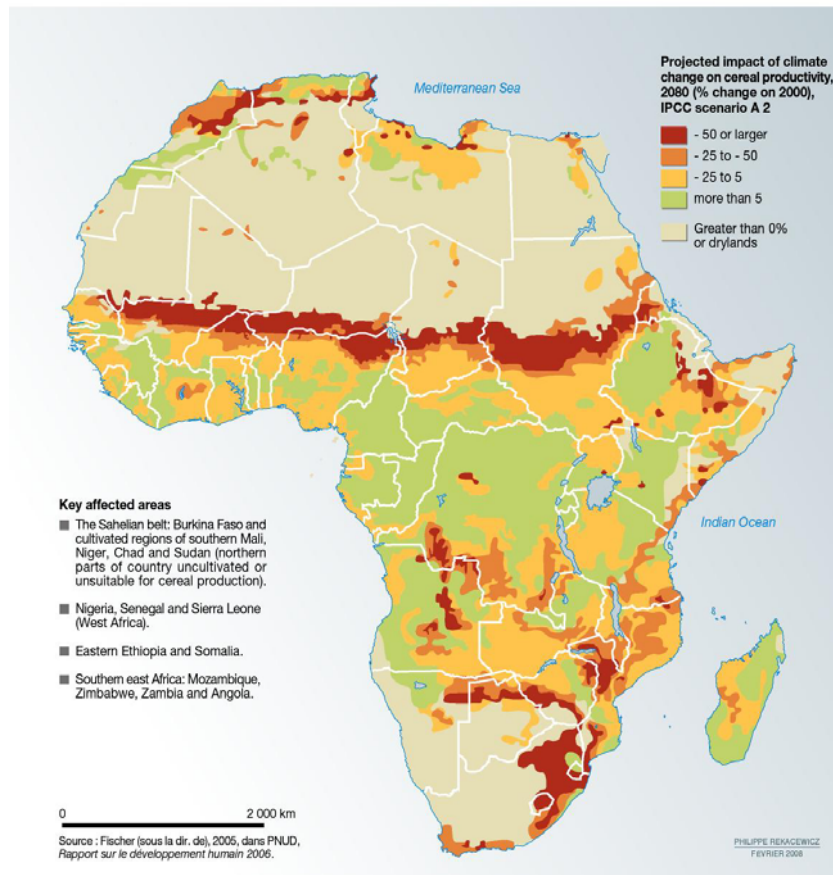 Mediterranean Sea
Projected impact of climate
change on cereal productivity,
2080 (% change on 2000),
IPCC scenario A 2
- 50 or larger
- 25 to - 50
- 25 to 5
more than 5
Greater than 0%
or drylands
Indian Ocean
Key affected areas
The Sahelian belt: Burkina Faso and
cultivated regions of southern Mali,
Niger, Chad and Sudan (northern
parts of country uncultivated or
unsuitable for cereal production).
Nigeria, Senegal and Sierra Leone
(West Africa).
Eastern Ethiopia and Somalia.
Southern east Africa: Mozambique,
Zimbabwe, Zambia and Angola.
0 2 000 km
Source : Fischer (sous la dir. de), 2005, dans PNUD,
Rapport sur le développement humain 2006.
PHILIPPE REKACEWICZ
FÉVRIER 2008